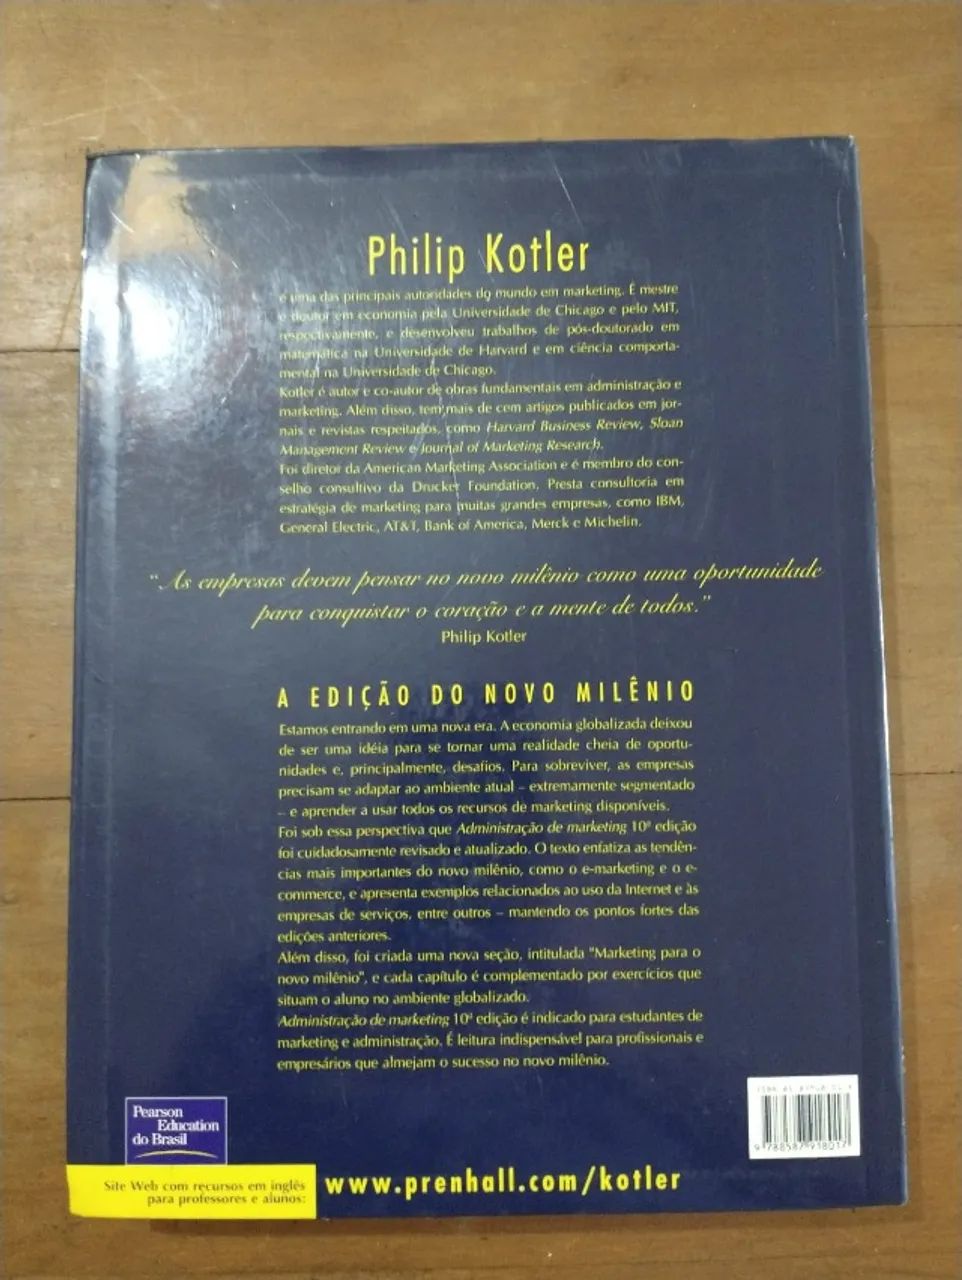 Philip Kotler
é uma das principais autoridades do mundo em marketing. É mestre
e doutor em economia pela Universidade de Chicago e pelo MIT,
respectivamente, e desenvolveu trabalhos de pós-doutorado em
matemática na Universidade de Harvard e em ciência comporta-
mental na Universidade de Chicago.
Kotler é autor e co-autor de obras fundamentais em administração e
marketing. Além disso, tem mais de cem artigos publicados em jor-
nais e revistas respeitados, como Harvard Business Review, Sloan
Management Review e Journal of Marketing Research.
Foi diretor da American Marketing Association e é membro do con-
selho consultivo da Drucker Foundation. Presta consultoria em
estratégia de marketing para muitas grandes empresas, como IBM,
General Electric, AT&T, Bank of America, Merck e Michelin.
"As empresas devem pensar no novo milênio como uma oportunidade
para conquistar o coração e a mente de todos."
Philip Kotler
A EDIÇÃO DO NOVO MILÊNIO
Estamos entrando em uma nova era. A economia globalizada deixou
de ser uma idéia para se tornar uma realidade cheia de oportu-
nidades e, principalmente, desafios. Para sobreviver, as empresas
precisam se adaptar ao ambiente atual – extremamente segmentado
– e aprender a usar todos os recursos de marketing disponíveis.
Foi sob essa perspectiva que Administração de marketing 10ª edição
foi cuidadosamente revisado e atualizado. O texto enfatiza as tendên-
cias mais importantes do novo milênio, como o e-marketing e o e-
commerce, e apresenta exemplos relacionados ao uso da Internet e às
empresas de serviços, entre outros – mantendo os pontos fortes das
edições anteriores.
Além disso, foi criada uma nova seção, intitulada "Marketing para o
novo milênio", e cada capítulo é complementado por exercícios que
situam o aluno no ambiente globalizado.
Administração de marketing 10ª edição é indicado para estudantes de
marketing e administração. É leitura indispensável para profissionais e
empresários que almejam o sucesso no novo milênio.
Pearson
Education
do Brasil
9 788587 918017
Site Web com recursos em inglês
para professores e alunos:
www.prenhall.com/kotler